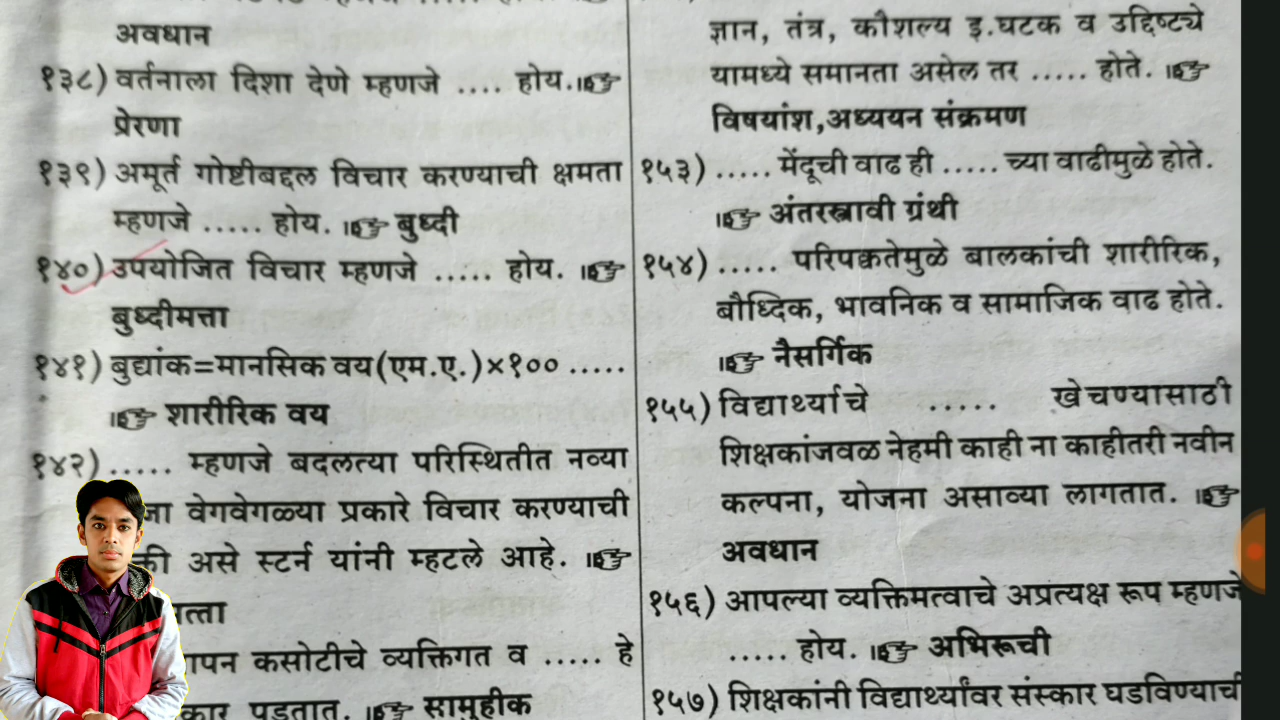 अवधान
१३८) वर्तनाला दिशा देणे म्हणजे .... होय.
प्रेरणा
१३९) अमूर्त गोष्टीबद्दल विचार करण्याची क्षमता
म्हणजे ..... होय. बुध्दी
१४०) उपयोजित विचार म्हणजे ..... होय.
बुध्दीमत्ता
१४१) बुद्यांक=मानसिक वय(एम.ए.)×१०० .....
शारीरिक वय
१४२) ..... म्हणजे बदलत्या परिस्थितीत नव्या
वेगवेगळ्या प्रकारे विचार करण्याची
असे स्टर्न यांनी म्हटले आहे.
कसोटीचे व्यक्तिगत व ..... हे
पडतात. सामुहीक
ज्ञान, तंत्र, कौशल्य इ.घटक व उद्दिष्टये
यामध्ये समानता असेल तर ..... होते.
विषयांश,अध्ययन संक्रमण
१५३) ..... मेंदूची वाढ ही ..... च्या वाढीमुळे होते.
अंतरस्त्रावी ग्रंथी
१५४) ..... परिपक्वतेमुळे बालकांची शारीरिक,
बौध्दिक, भावनिक व सामाजिक वाढ होते.
नैसर्गिक
१५५) विद्यार्थ्याचे ..... खेचण्यासाठी
शिक्षकांजवळ नेहमी काही ना काहीतरी नवीन
कल्पना, योजना असाव्या लागतात.
अवधान
१५६) आपल्या व्यक्तिमत्वाचे अप्रत्यक्ष रूप म्हणजे
..... होय. अभिरूची
१५७) शिक्षकांनी विद्यार्थ्यांवर संस्कार घडविण्याची